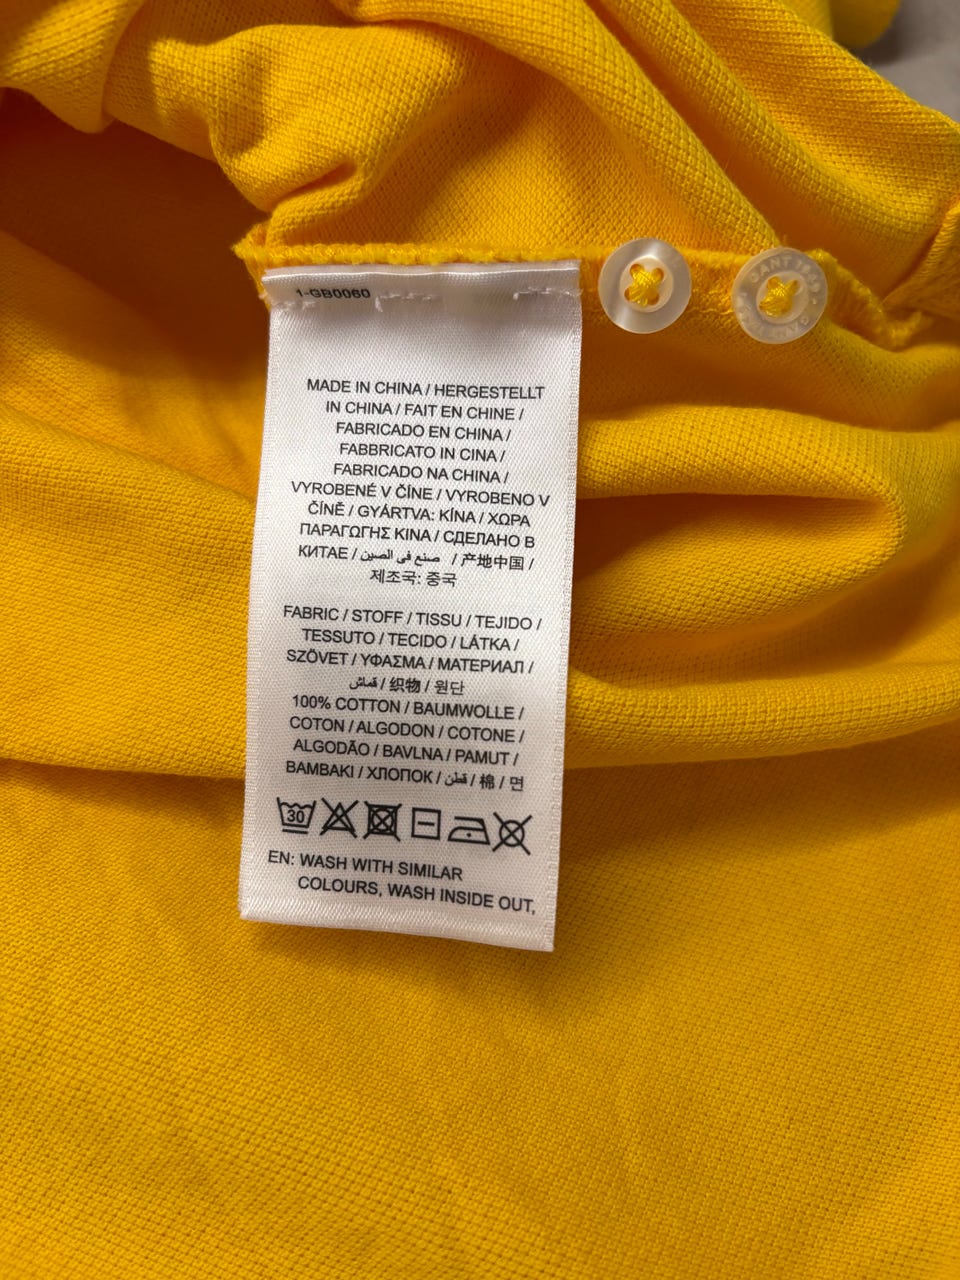 1-GB0060
MADE IN CHINA / HERGESTELLT
IN CHINA / FAIT EN CHINE /
FABRICADO EN CHINA /
FABBRICATO IN CINA /
FABRICADO NA CHINA /
VYROBENÉ V ČÍNE / VYROBENO V
ČÍNĚ / GYÁRTVA: KÍNA / ΧΩΡΑ
ΠΑΡΑΓΩΓΗΣ ΚΙΝΑ / СДЕЛАНО В
КИТАЕ / صنع في الصين / 产地中国 /
제조국: 중국
FABRIC / STOFF / TISSU / TEJIDO /
TESSUTO / TECIDO / LÁTKA /
SZÖVET / ΥΦΑΣΜΑ / МАТЕРИАЛ /
قماش / 织物 / 원단
100% COTTON / BAUMWOLLE /
COTON / ALGODON / COTONE /
ALGODÃO / BAVLNA / PAMUT /
ΒΑΜΒΑΚΙ / ХЛОПОК / قطن / 棉 / 면
30
EN: WASH WITH SIMILAR
COLOURS, WASH INSIDE OUT,